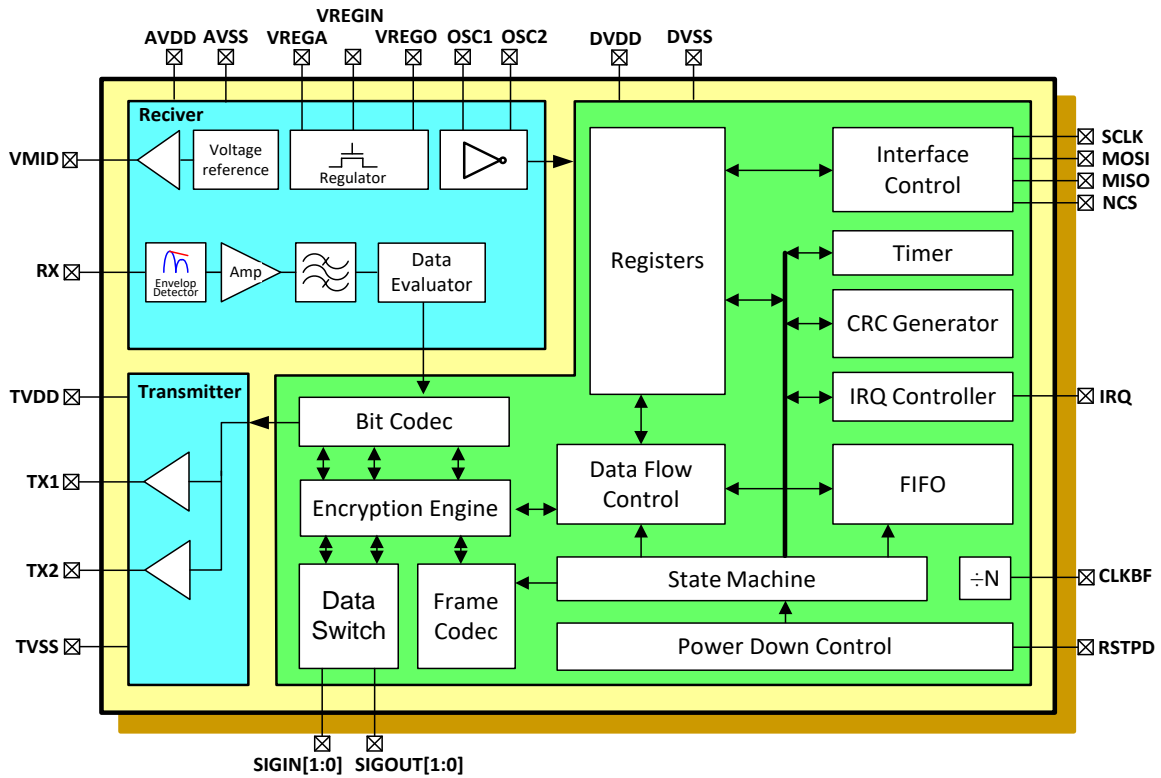 VREGIN
AVDD
AVSS
VREGA
VREGO
OSC1
OSC2
DVDD
DVSS
Reciver
VMID
Voltage
reference
Regulator
Interface
Control
SCLK
MOSI
MISO
NCS
RX
Envelop
Detector
Amp
Data
Evaluator
Registers
Timer
CRC Generator
TVDD
Transmitter
Bit Codec
IRQ Controller
IRQ
TX1
Encryption Engine
Data Flow
Control
FIFO
TX2
Data
Switch
Frame
Codec
State Machine
÷N
CLKBF
TVSS
Power Down Control
RSTPD
SIGIN[1:0]
SIGOUT[1:0]